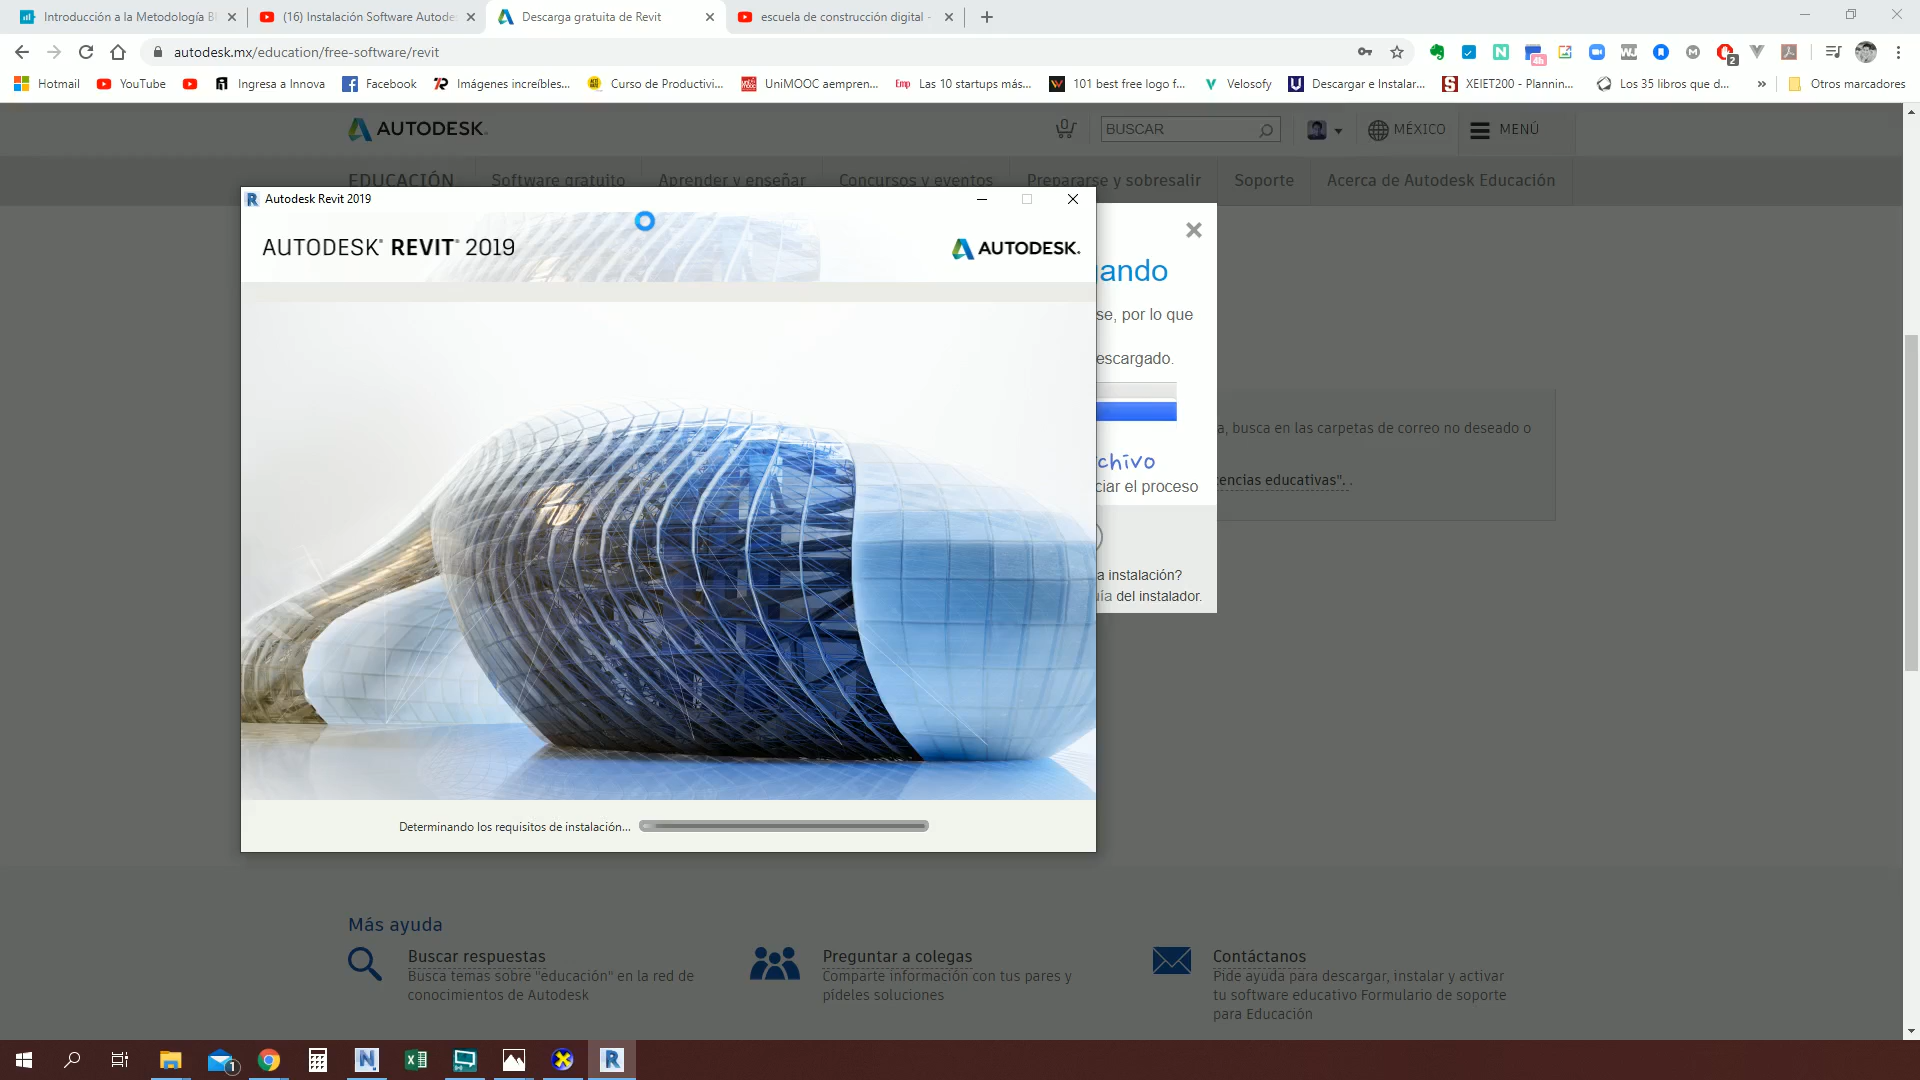 Introducción a la Metodología B
(16) Instalación Software Autode
Descarga gratuita de Revit
escuela de construcción digital -
autodesk.mx/education/free-software/revit
4h
2
Hotmail
YouTube
Ingresa a Innova
Facebook
Imágenes increíbles...
Curso de Productivi...
UniMOOC aempren...
Emp
Las 10 startups más...
101 best free logo f...
Velosofy
Descargar e Instalar...
XEIET200 - Plannin...
Los 35 libros que d...
»
Otros marcadores
AUTODESK.
0
BUSCAR
MÉXICO
MENÚ
EDUCACIÓN
Software gratuito
Aprender y enseñar
Concursos y eventos
Prepararse y sobresalir
Soporte
Acerca de Autodesk Educación
Autodesk Revit 2019
AUTODESK® REVIT® 2019
AUTODESK.
ando
se, por lo que
escargado.
a, busca en las carpetas de correo no deseado o
chivo
encias educativas". .
ciar el proceso
a instalación?
uía del instalador.
Determinando los requisitos de instalación...
Más ayuda
Buscar respuestas
Busca temas sobre "educación" en la red de
conocimientos de Autodesk
Preguntar a colegas
Comparte información con tus pares y
pídeles soluciones
Contáctanos
Pide ayuda para descargar, instalar y activar
tu software educativo Formulario de soporte
para Educación
1